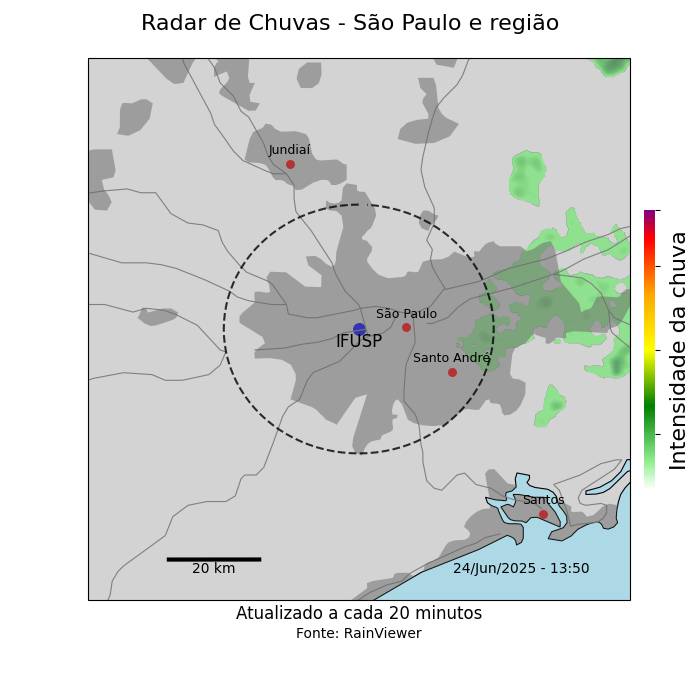 Radar de Chuvas - São Paulo e região
Jundiaí
São Paulo
IFUSP
Santo André
Santos
20 km
24/Jun/2025 - 13:50
Intensidade da chuva
Atualizado a cada 20 minutos
Fonte: RainViewer